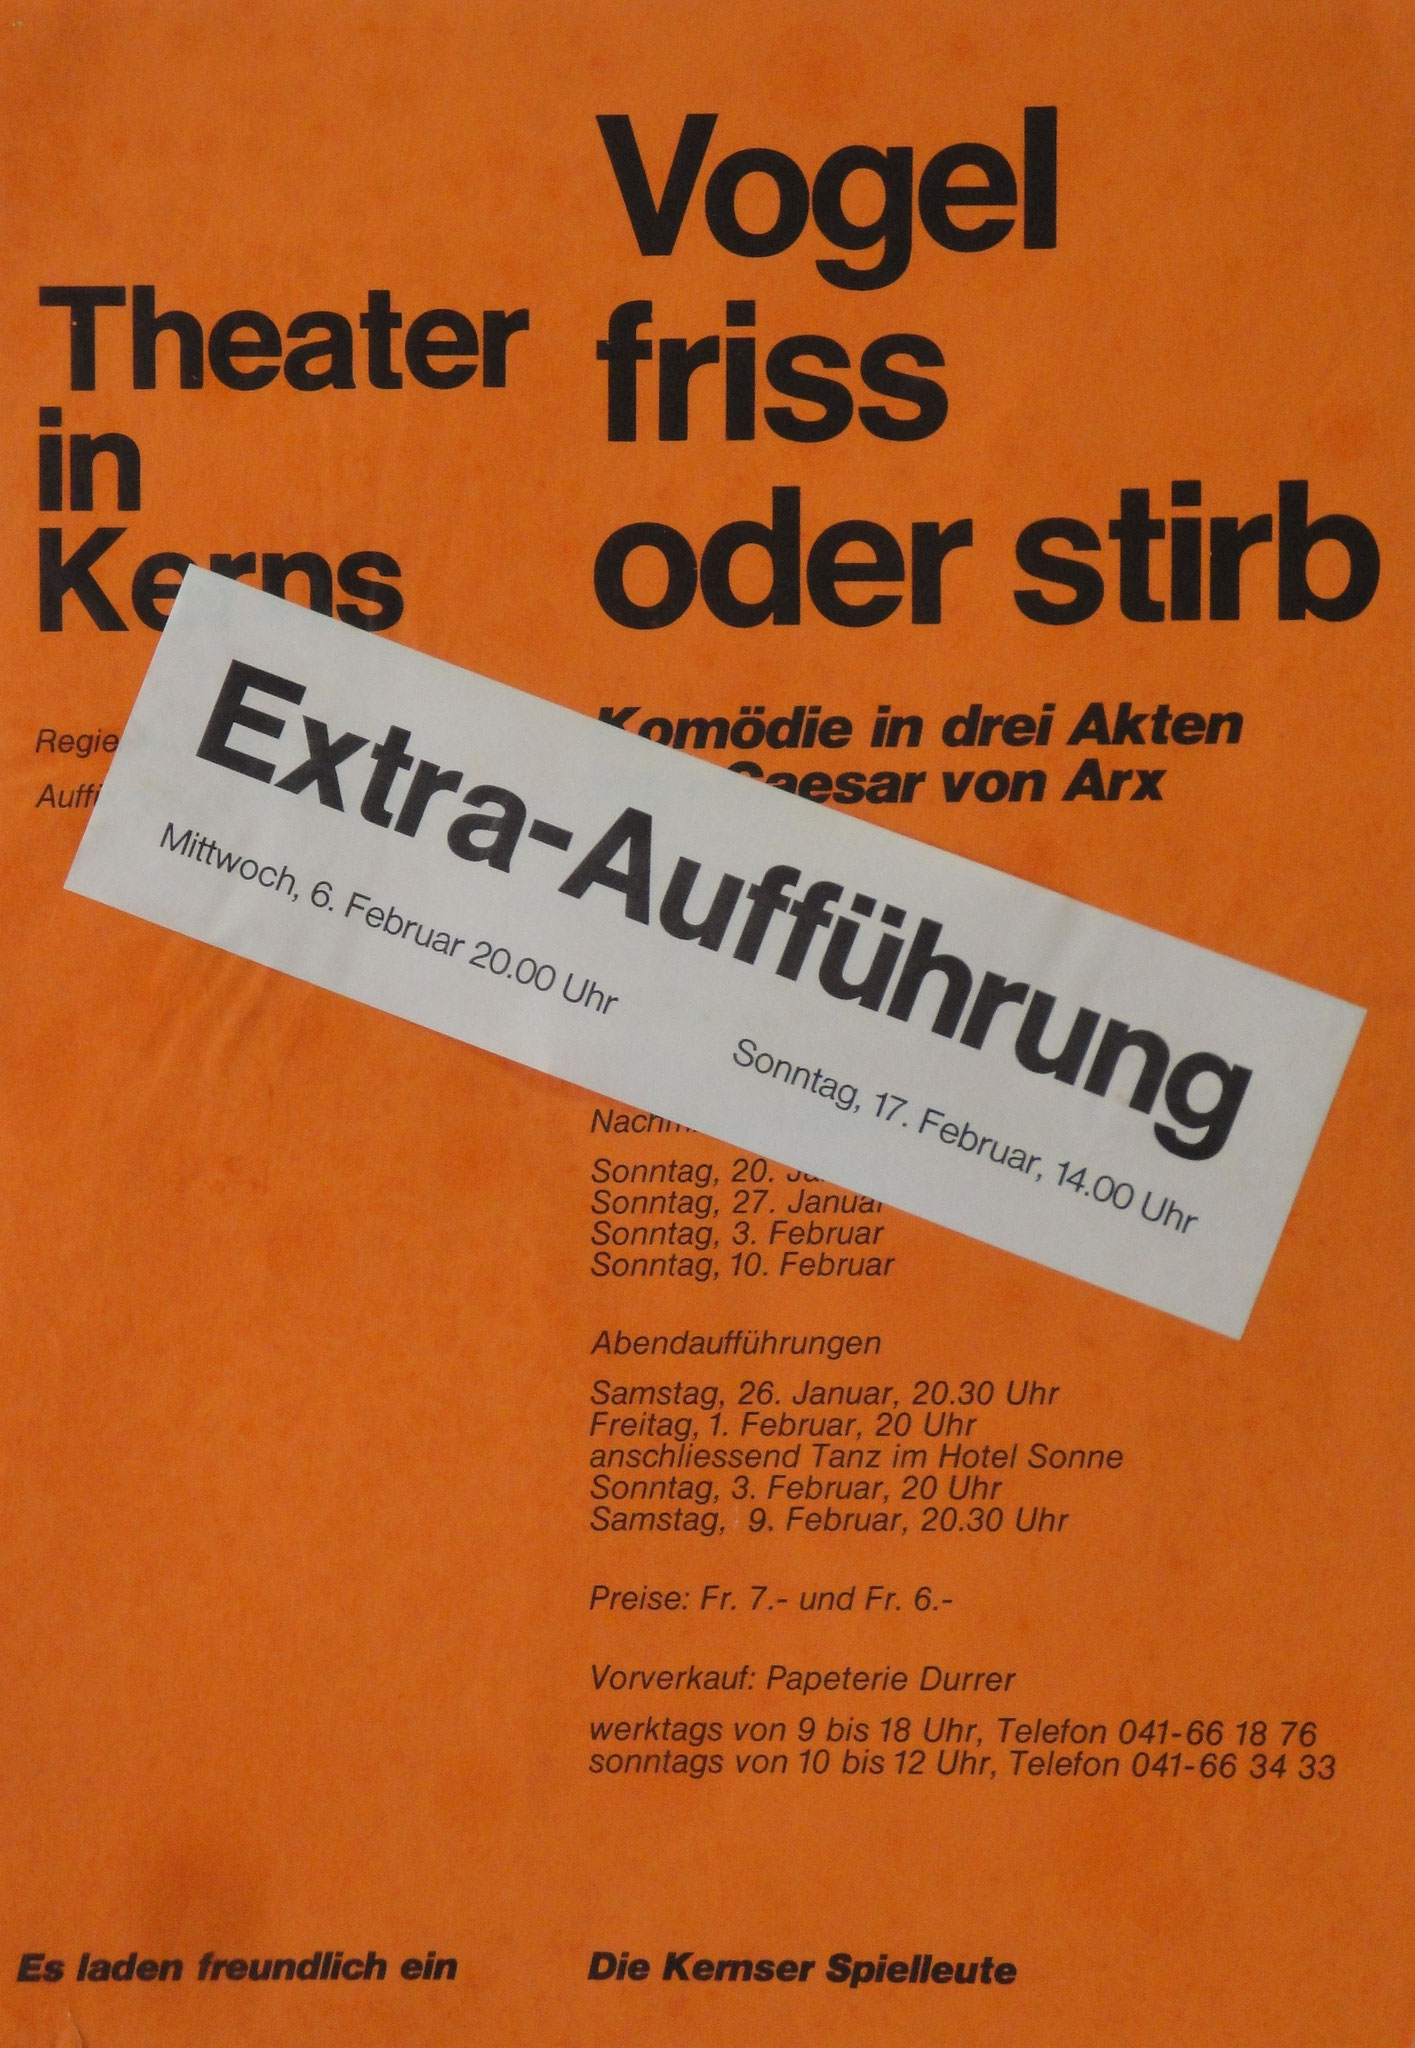 Vogel
friss
oder stirb
Theater
in
Kerns
Komödie in drei Akten
Caesar von Arx
Regie
Extra-Aufführung
Mittwoch, 6. Februar 20.00 Uhr
Sonntag, 17. Februar, 14.00 Uhr
Sonntag, 20.
Sonntag, 27. Januar
Sonntag, 3. Februar
Sonntag, 10. Februar
Abendaufführungen
Samstag, 26. Januar, 20.30 Uhr
Freitag, 1. Februar, 20 Uhr
anschliessend Tanz im Hotel Sonne
Sonntag, 3. Februar, 20 Uhr
Samstag, 9. Februar, 20.30 Uhr
Preise: Fr. 7.- und Fr. 6.-
Vorverkauf: Papeterie Durrer
werktags von 9 bis 18 Uhr, Telefon 041-66 18 76
sonntags von 10 bis 12 Uhr, Telefon 041-66 34 33
Es laden freundlich ein
Die Kernser Spielleute